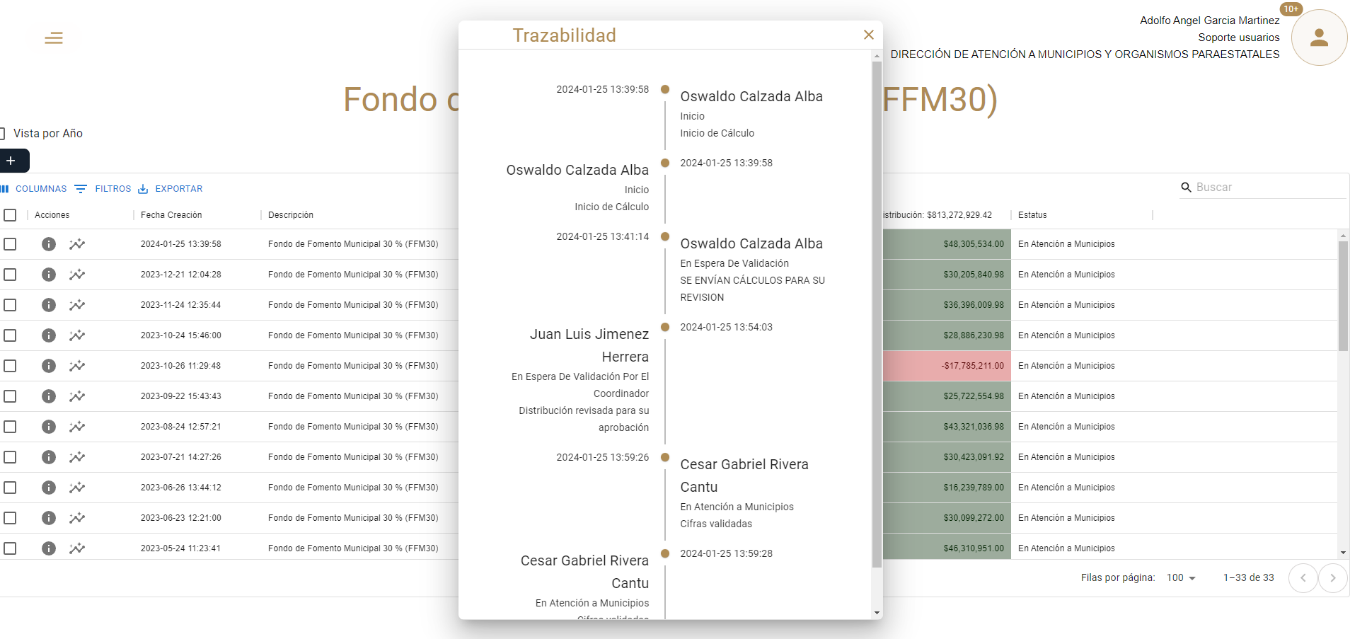 10+
Adolfo Angel Garcia Martinez
Soporte usuarios
DIRECCIÓN DE ATENCIÓN A MUNICIPIOS Y ORGANISMOS PARAESTATALES
Fondo d FFM30)
Vista por Año
+
COLUMNAS FILTROS EXPORTAR
Buscar
Acciones Fecha Creación Descripción istribución: $813,272,929.42 Estatus
2024-01-25 13:39:58 Fondo de Fomento Municipal 30 % (FFM30) $48,305,534.00 En Atención a Municipios
2023-12-21 12:04:28 Fondo de Fomento Municipal 30 % (FFM30) $30,205,840.98 En Atención a Municipios
2023-11-24 12:35:44 Fondo de Fomento Municipal 30 % (FFM30) $36,396,009.98 En Atención a Municipios
2023-10-24 15:46:00 Fondo de Fomento Municipal 30 % (FFM30) $28,886,230.98 En Atención a Municipios
2023-10-26 11:29:48 Fondo de Fomento Municipal 30 % (FFM30) -$17,785,211.00 En Atención a Municipios
2023-09-22 15:43:43 Fondo de Fomento Municipal 30 % (FFM30) $25,722,554.98 En Atención a Municipios
2023-08-24 12:57:21 Fondo de Fomento Municipal 30 % (FFM30) $43,321,036.98 En Atención a Municipios
2023-07-21 14:27:26 Fondo de Fomento Municipal 30 % (FFM30) $30,423,091.92 En Atención a Municipios
2023-06-26 13:44:12 Fondo de Fomento Municipal 30 % (FFM30) $16,239,789.00 En Atención a Municipios
2023-06-23 12:21:00 Fondo de Fomento Municipal 30 % (FFM30) $30,099,272.00 En Atención a Municipios
2023-05-24 11:23:41 Fondo de Fomento Municipal 30 % (FFM30) $46,310,951.00 En Atención a Municipios
Filas por página: 100 1–33 de 33
Trazabilidad
2024-01-25 13:39:58
Oswaldo Calzada Alba
Inicio
Inicio de Cálculo
2024-01-25 13:39:58
Oswaldo Calzada Alba
Inicio
Inicio de Cálculo
2024-01-25 13:41:14
Oswaldo Calzada Alba
En Espera De Validación
SE ENVÍAN CÁLCULOS PARA SU
REVISION
2024-01-25 13:54:03
Juan Luis Jimenez
Herrera
En Espera De Validación Por El
Coordinador
Distribución revisada para su
aprobación
2024-01-25 13:59:26
Cesar Gabriel Rivera
Cantu
En Atención a Municipios
Cifras validadas
2024-01-25 13:59:28
Cesar Gabriel Rivera
Cantu
En Atención a Municipios
Cifras validadas